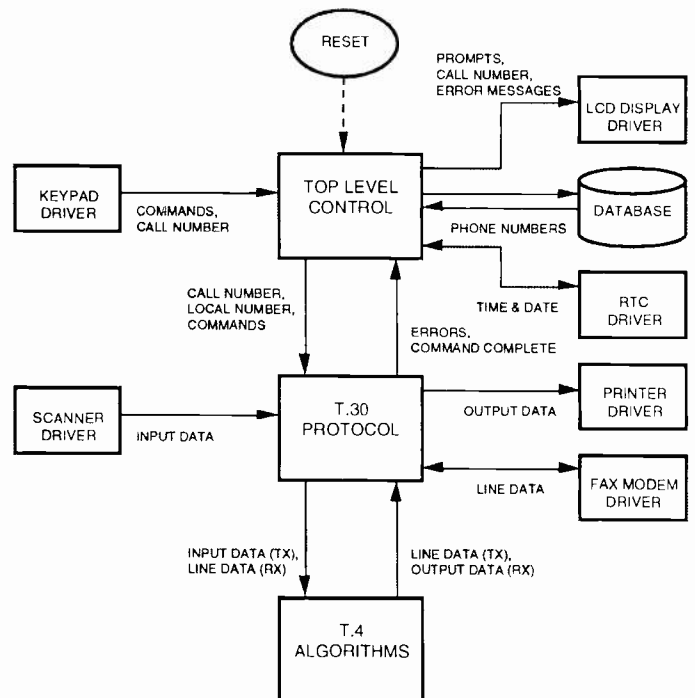 RESET
PROMPTS,
CALL NUMBER,
ERROR MESSAGES
LCD DISPLAY
DRIVER
KEYPAD
DRIVER
COMMANDS,
CALL NUMBER
TOP LEVEL
CONTROL
DATABASE
PHONE NUMBERS
CALL NUMBER,
LOCAL NUMBER,
COMMANDS
TIME & DATE
RTC
DRIVER
ERRORS,
COMMAND COMPLETE
SCANNER
DRIVER
INPUT DATA
T.30
PROTOCOL
OUTPUT DATA
PRINTER
DRIVER
LINE DATA
FAX MODEM
DRIVER
INPUT DATA (TX),
LINE DATA (RX)
LINE DATA (TX),
OUTPUT DATA (RX)
T.4
ALGORITHMS